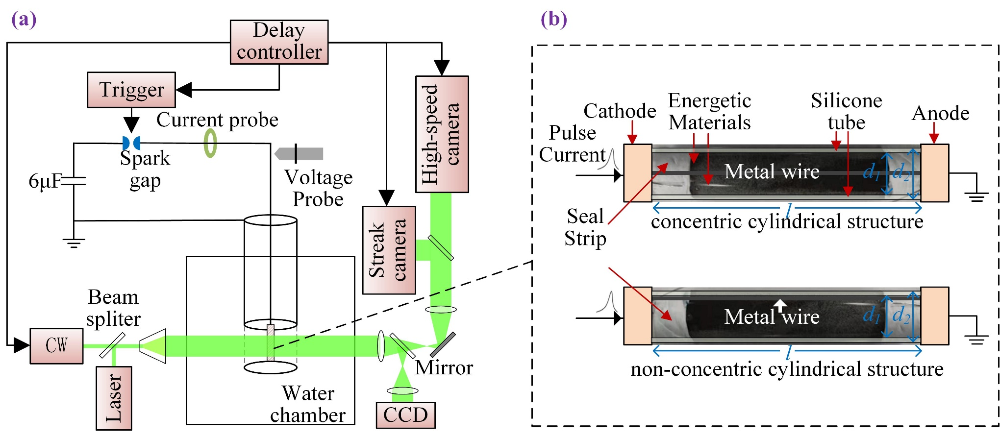 (a)
Delay
controller
Trigger
Current probe
Spark
gap
6μF
Voltage
Probe
High-speed
camera
Streak
camera
Beam
spliter
CW
Laser
Mirror
Water
chamber
CCD
(b)
Cathode
Energetic
Materials
Silicone
tube
Anode
Pulse
Current
Metal wire
d1
d2
Seal
Strip
l
concentric cylindrical structure
Metal wire
d1
d2
l
non-concentric cylindrical structure